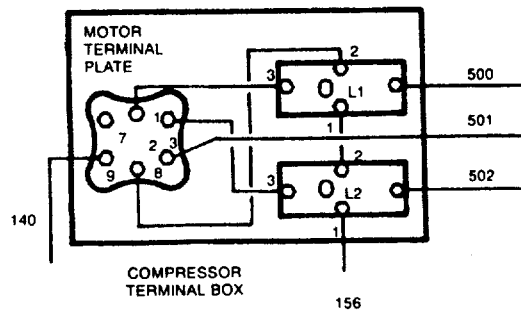 MOTOR
TERMINAL
PLATE
2
3
L1
500
1
7
1
501
2
3
2
9
8
3
L2
502
140
1
COMPRESSOR
TERMINAL BOX
156